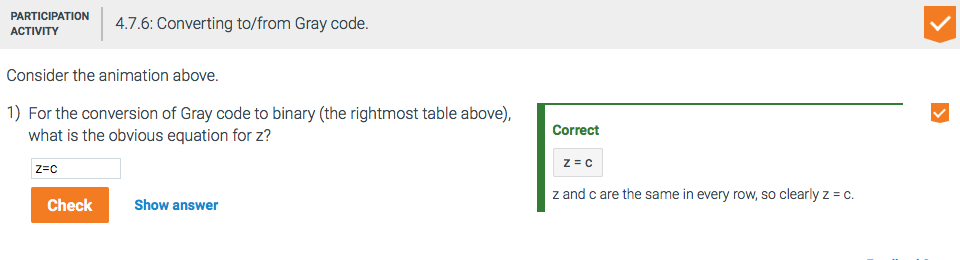 PARTICIPATION
ACTIVITY
4.7.6: Converting to/from Gray code.
Consider the animation above.
1) For the conversion of Gray code to binary (the rightmost table above),
what is the obvious equation for z?
z=c
Check
Show answer
Correct
z = c
z and c are the same in every row, so clearly z = c.